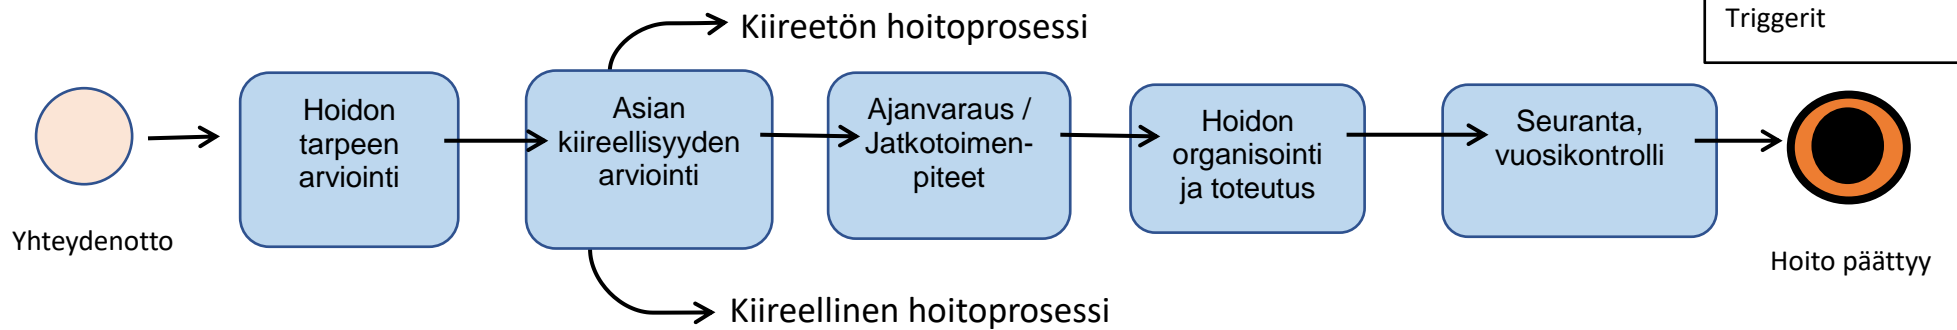 Kiireetön hoitoprosessi
Triggerit
Hoidon
tarpeen
arviointi
Asian
kiireellisyyden
arviointi
Ajanvaraus /
Jatkotoimen-
piteet
Hoidon
organisointi
ja toteutus
Seuranta,
vuosikontrolli
Yhteydenotto
Hoito päättyy
Kiireellinen hoitoprosessi